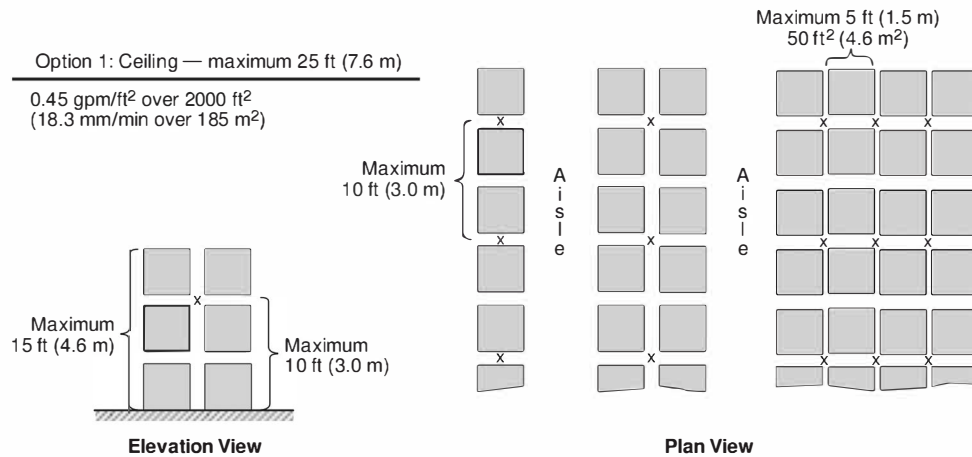 Option 1: Ceiling — maximum 25 ft (7.6 m)
0.45 gpm/ft² over 2000 ft²
(18.3 mm/min over 185 m²)
Maximum
15 ft (4.6 m)
x
Maximum
10 ft (3.0 m)
Elevation View
Maximum
10 ft (3.0 m)
x
x
x
Aisle
x
x
x
Aisle
Maximum 5 ft (1.5 m)
50 ft² (4.6 m²)
x x x
x x x
x x x
Plan View